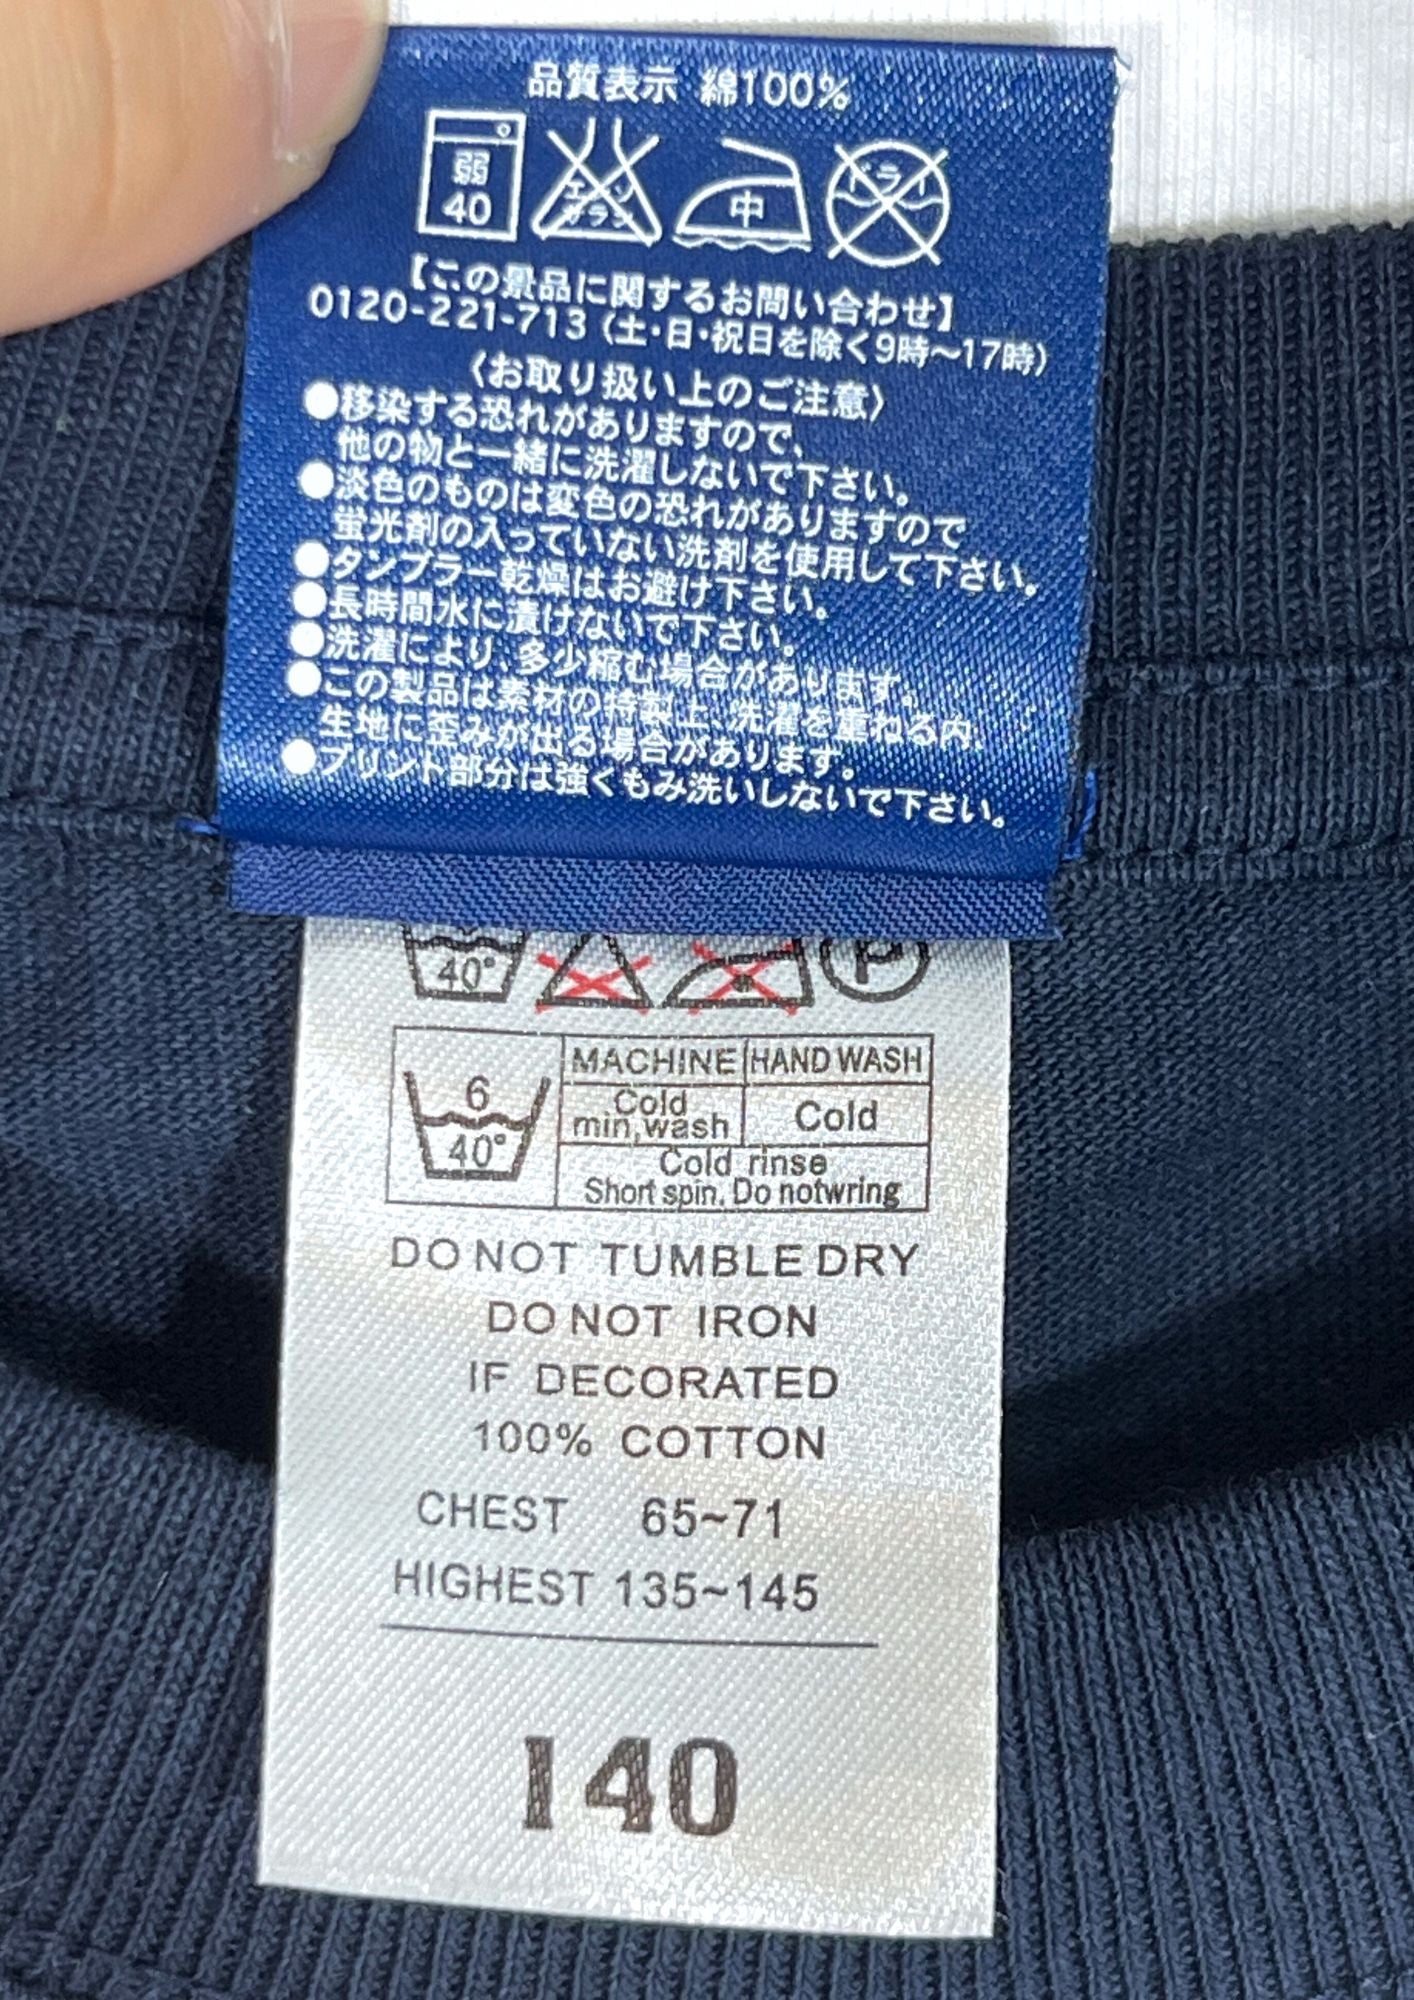 品質表示 綿100%
弱 エンソ 中 ドライ
40 サラシ
【この景品に関するお問い合わせ】
0120-221-713(土・日・祝日を除く9時〜17時)
〈お取り扱い上のご注意〉
●移染する恐れがありますので、
他の物と一緒に洗濯しないで下さい。
●淡色のものは変色の恐れがありますので
蛍光剤の入っていない洗剤を使用して下さい。
●タンブラー乾燥はお避け下さい。
●長時間水に漬けないで下さい。
●洗濯により、多少縮む場合があります。
●この製品は素材の特製上、洗濯を重ねる内、
生地に歪みが出る場合があります。
●プリント部分は強くもみ洗いしないで下さい。
40° P
MACHINE HAND WASH
6 Cold Cold
40° min,wash
Cold rinse
Short spin. Do notwring
DO NOT TUMBLE DRY
DO NOT IRON
IF DECORATED
100% COTTON
CHEST 65~71
HIGHEST 135~145
140